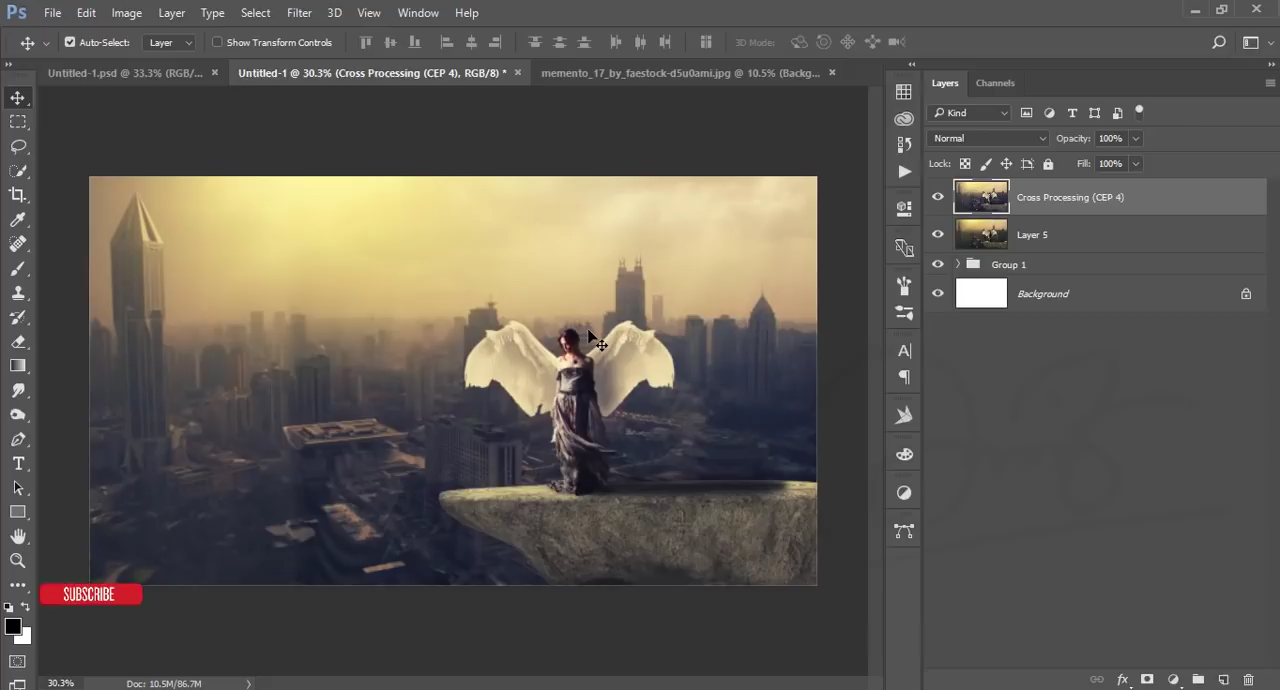 Ps File Edit Image Layer Type Select Filter 3D View Window Help
Auto-Select: Layer Show Transform Controls 3D Mode:
Untitled-1.psd @ 33.3% (RGB/... × Untitled-1 @ 30.3% (Cross Processing (CEP 4), RGB/8) * × memento_17_by_faestock-d5u0ami.jpg @ 10.5% (Backg... ×
Layers Channels
Kind
Normal Opacity: 100%
Lock: Fill: 100%
Cross Processing (CEP 4)
Layer 5
Group 1
Background
SUBSCRIBE
30.3% Doc: 10.5M/86.7M